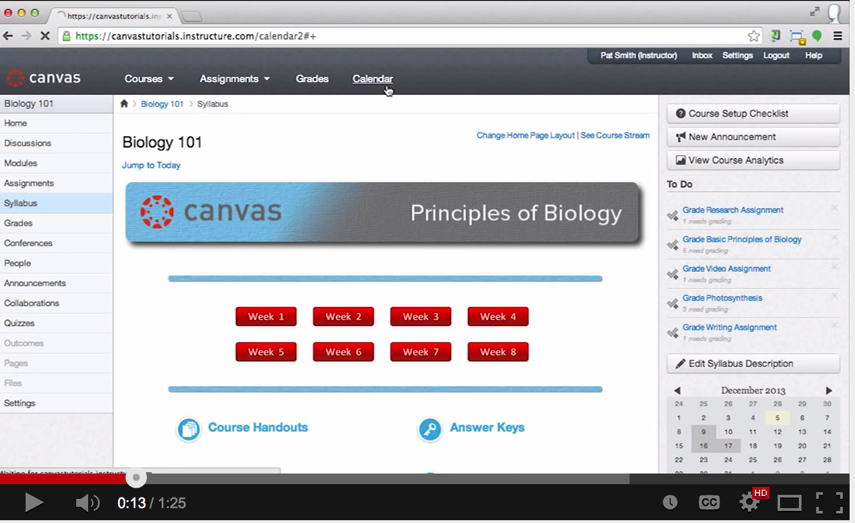 https://canvastutorials.ins
https://canvastutorials.instructure.com/calendar2#+
Pat Smith (Instructor) Inbox Settings Logout Help
canvas Courses Assignments Grades Calendar
Biology 101
Home
Discussions
Modules
Assignments
Syllabus
Grades
Conferences
People
Announcements
Collaborations
Quizzes
Outcomes
Pages
Files
Settings
Biology 101 > Syllabus
Biology 101
Change Home Page Layout | See Course Stream
Jump to Today
canvas Principles of Biology
Week 1 Week 2 Week 3 Week 4
Week 5 Week 6 Week 7 Week 8
Course Handouts Answer Keys
Course Setup Checklist
New Announcement
View Course Analytics
To Do
Grade Research Assignment
1 needs grading
Grade Basic Principles of Biology
5 need grading
Grade Video Assignment
1 needs grading
Grade Photosynthesis
3 need grading
Grade Writing Assignment
1 needs grading
Edit Syllabus Description
December 2013
24 25 26 27 28 29 30
1 2 3 4 5 6 7
8 9 10 11 12 13 14
15 16 17 18 19 20 21
22 23 24 25 26 27 28
0:13 / 1:25
CC
HD